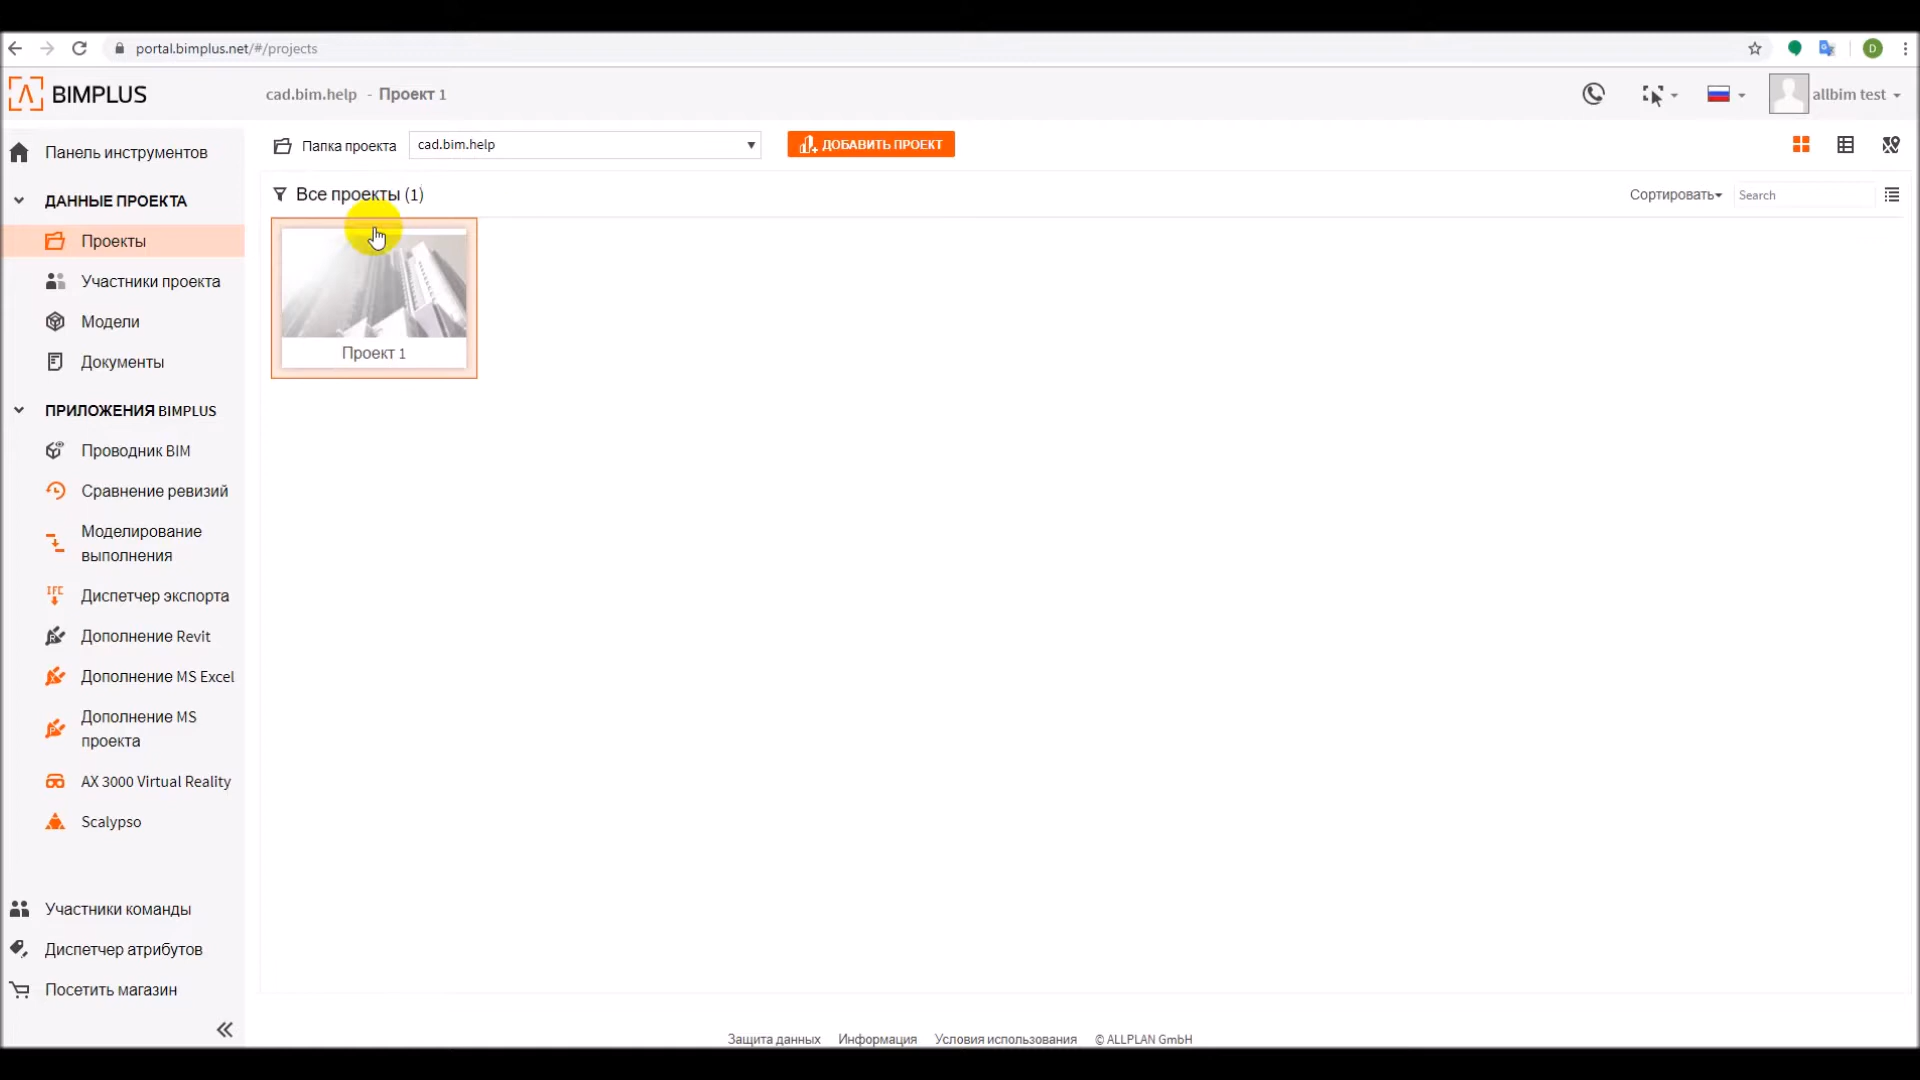 portal.bimplus.net/#/projects
D
BIMPLUS
cad.bim.help - Проект 1
allbim test
Папка проекта
cad.bim.help
ДОБАВИТЬ ПРОЕКТ
Все проекты (1)
Сортировать
Search
Проект 1
Панель инструментов
ДАННЫЕ ПРОЕКТА
Проекты
Участники проекта
Модели
Документы
ПРИЛОЖЕНИЯ BIMPLUS
Проводник BIM
Сравнение ревизий
Моделирование
выполнения
IFC
Диспетчер экспорта
Дополнение Revit
Дополнение MS Excel
Дополнение MS
проекта
AX 3000 Virtual Reality
Scalypso
Участники команды
Диспетчер атрибутов
Посетить магазин
Защита данных Информация Условия использования © ALLPLAN GmbH